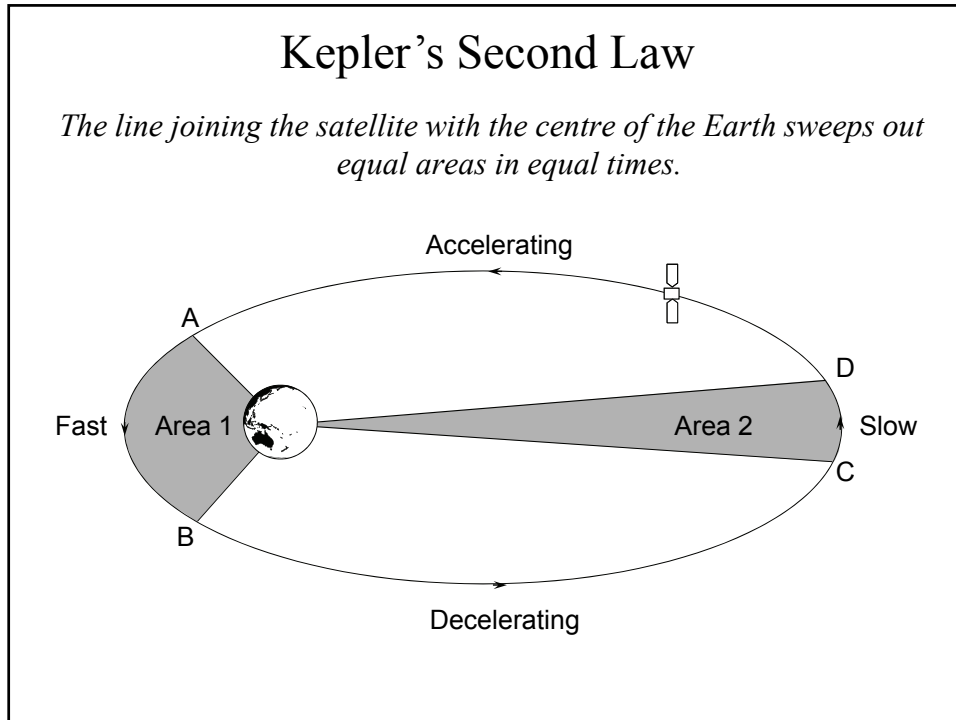 Kepler’s Second Law
The line joining the satellite with the centre of the Earth sweeps out
equal areas in equal times.
Accelerating
A
D
Fast
Area 1
Area 2
Slow
C
B
Decelerating